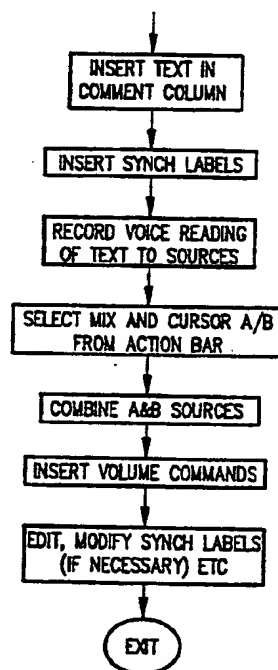 INSERT TEXT IN
COMMENT COLUMN
INSERT SYNCH LABELS
RECORD VOICE READING
OF TEXT TO SOURCES
SELECT MIX AND CURSOR A/B
FROM ACTION BAR
COMBINE A&B SOURCES
INSERT VOLUME COMMANDS
EDIT, MODIFY SYNCH LABELS
(IF NECESSARY) ETC
EXIT